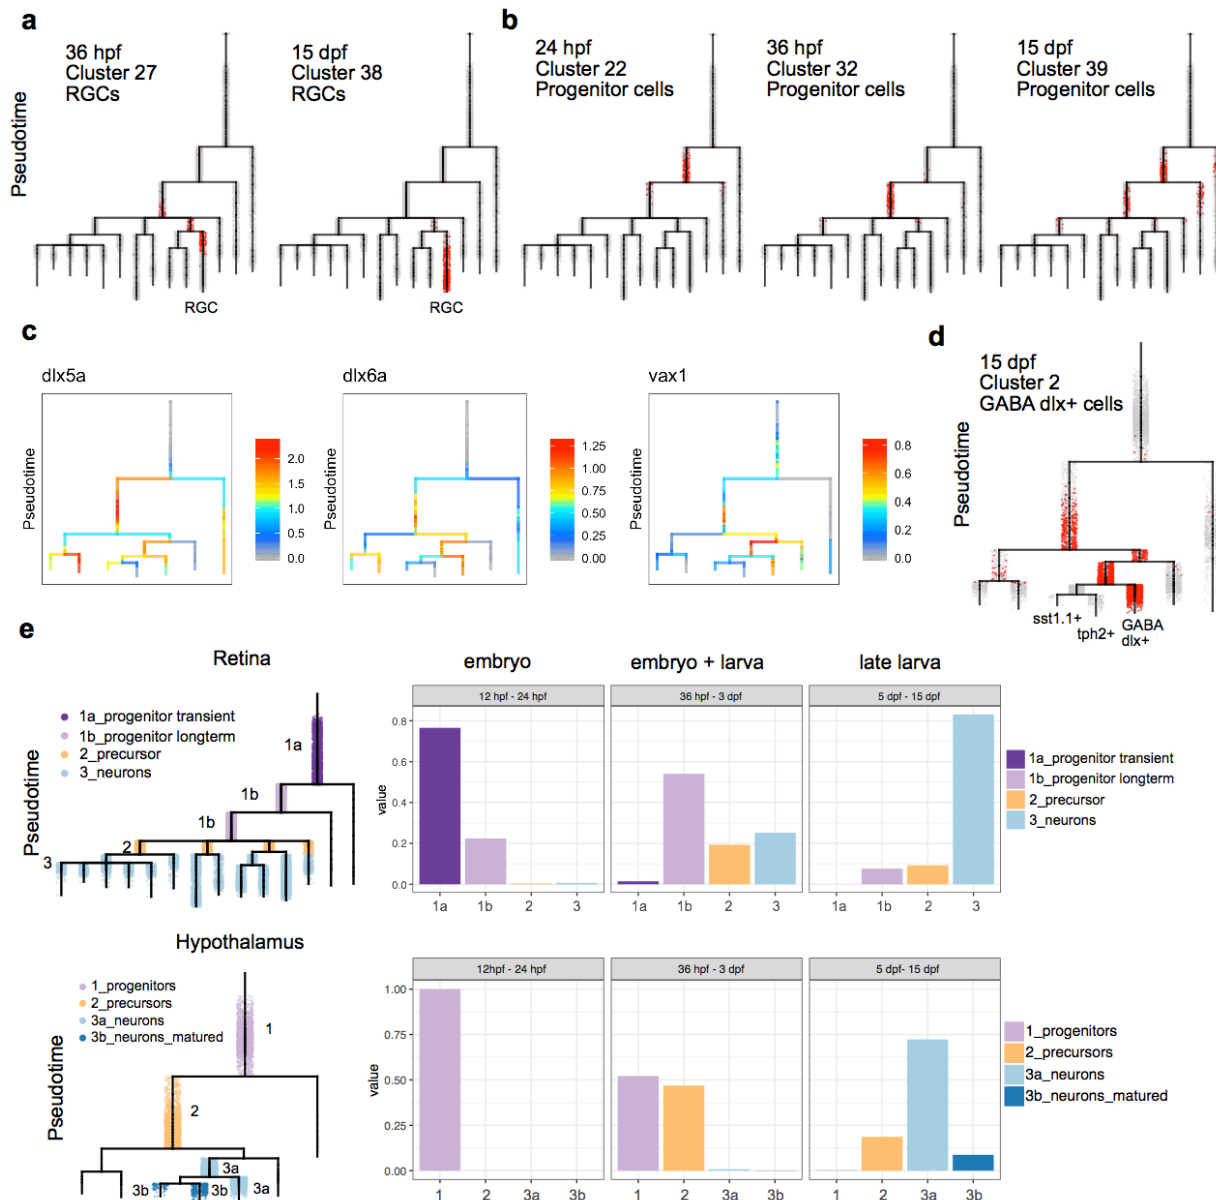 a
36 hpf
Cluster 27
RGCs
15 dpf
Cluster 38
RGCs
Pseudotime
RGC
RGC
b
24 hpf
Cluster 22
Progenitor cells
36 hpf
Cluster 32
Progenitor cells
15 dpf
Cluster 39
Progenitor cells
c
dlx5a
Pseudotime
2.0
1.5
1.0
0.5
0.0
dlx6a
Pseudotime
1.25
1.00
0.75
0.50
0.25
0.00
vax1
Pseudotime
0.8
0.6
0.4
0.2
0.0
d
15 dpf
Cluster 2
GABA dlx+ cells
Pseudotime
sst1.1+
tph2+
GABA
dlx+
e
Retina
1a_progenitor transient
1b_progenitor longterm
2_precursor
3_neurons
Pseudotime
1a
1b
1b
2
3
embryo
embryo + larva
late larva
12 hpf - 24 hpf
36 hpf - 3 dpf
5 dpf - 15 dpf
value
0.8
0.6
0.4
0.2
0.0
1a 1b 2 3
1a 1b 2 3
1a 1b 2 3
1a_progenitor transient
1b_progenitor longterm
2_precursor
3_neurons
Hypothalamus
1_progenitors
2_precursors
3a_neurons
3b_neurons_matured
Pseudotime
1
2
3a
3b
3b
3a
12hpf - 24 hpf
36 hpf - 3 dpf
5 dpf- 15 dpf
value
1.00
0.75
0.50
0.25
0.00
1 2 3a 3b
1 2 3a 3b
1 2 3a 3b
1_progenitors
2_precursors
3a_neurons
3b_neurons_matured